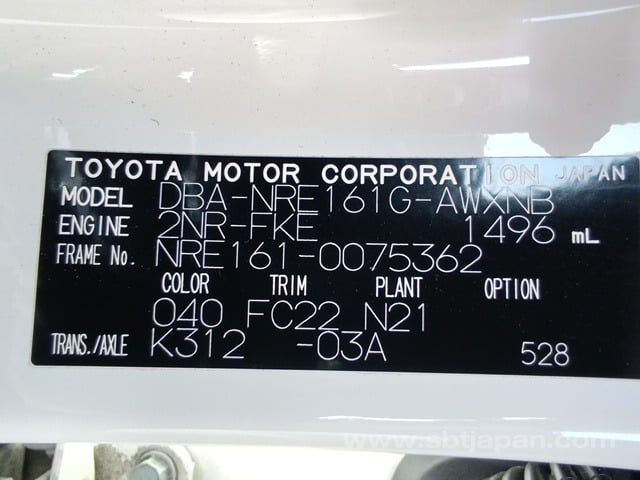 TOYOTA MOTOR CORPORATION JAPAN
MODEL DBA-NRE161G-AWXNB
ENGINE 2NR-FKE 1496 mL
FRAME No. NRE161-0075362
COLOR TRIM PLANT OPTION
040 FC22 N21
TRANS./AXLE K312 -03A 528
www.sbtjapan.com